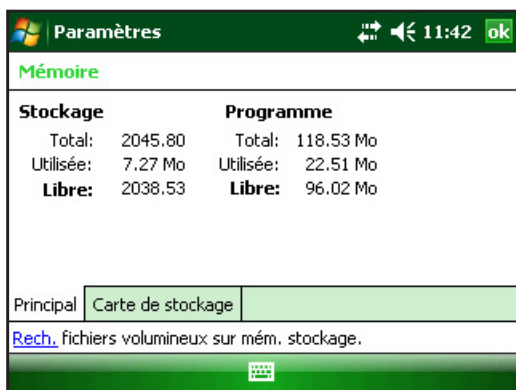 Paramètres 11:42 ok
Mémoire
Stockage Programme
Total: 2045.80 Total: 118.53 Mo
Utilisée: 7.27 Mo Utilisée: 22.51 Mo
Libre: 2038.53 Libre: 96.02 Mo
Principal Carte de stockage
Rech. fichiers volumineux sur mém. stockage.